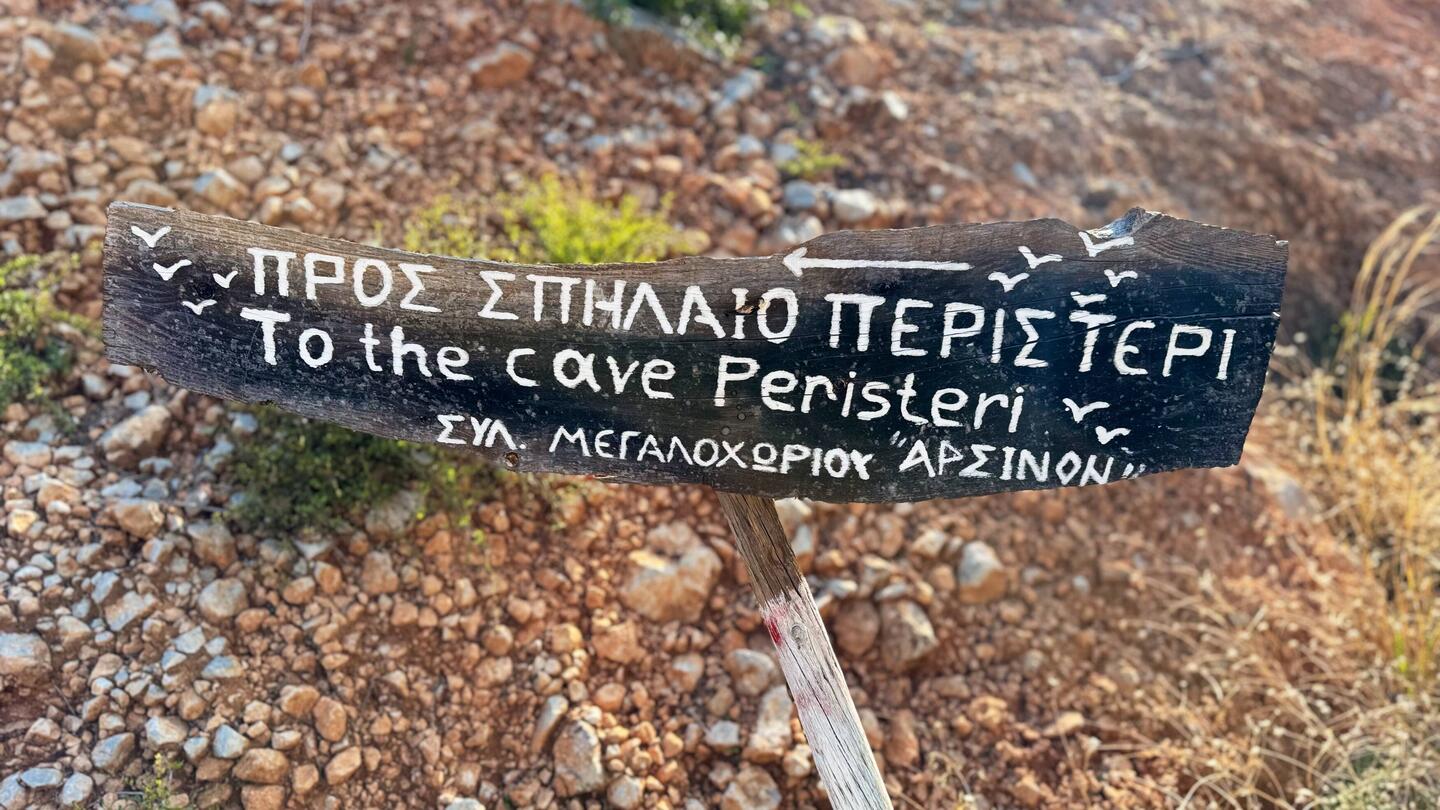 ΠΡΟΣ ΣΠΗΛΑΙΟ ΠΕΡΙΣΤΕΡΙ
To the cave Peristeri
ΣΥΛ. ΜΕΓΑΛΟΧΩΡΙΟΥ "ΑΡΣΙΝΟΗ"